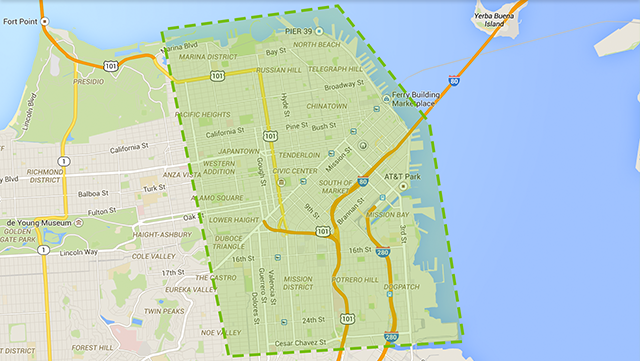 Fort Point
PIER 39
Yerba Buena
Island
Marina Blvd
NORTH BEACH
MARINA DISTRICT
Bay St
101
101
RUSSIAN HILL
TELEGRAPH HILL
80
PRESIDIO
Broadway St
Lincoln Blvd
Hyde St
Ferry Building
Marketplace
CHINATOWN
PACIFIC HEIGHTS
Pine St
Bush St
California St
101
California St
JAPANTOWN
TENDERLOIN
Mission St
1
WESTERN
ADDITION
Gough St
RICHMOND
DISTRICT
ANZA VISTA
CIVIC CENTER
AT&T Park
Turk St
SOUTH OF
MARKET
80
Balboa St
ALAMO SQUARE
9th St
Brannan St
MISSION BAY
Fulton St
de Young Museum
Oak St
LOWER HAIGHT
3rd St
GOLDEN
GATE PARK
HAIGHT-ASHBURY
101
DUBOCE
TRIANGLE
1
Lincoln Way
16th St
16th St
280
COLE VALLEY
17th St
THE CASTRO
Valencia St
Guerrero St
Dolores St
MISSION
DISTRICT
POTRERO HILL
DOGPATCH
EUREKA VALLEY
TWIN PEAKS
24th St
101
SUNSET
DISTRICT
FOREST HILL
NOE VALLEY
Cesar Chavez St
280